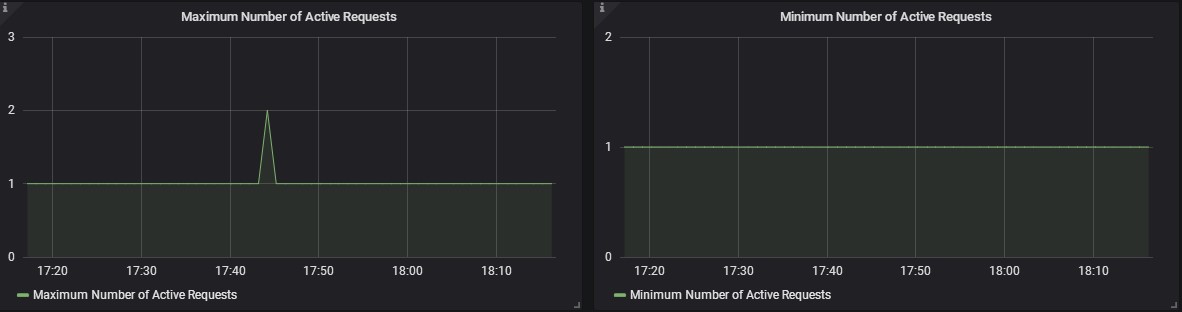 i
Maximum Number of Active Requests
3
2
1
0
17:20 17:30 17:40 17:50 18:00 18:10
Maximum Number of Active Requests
i
Minimum Number of Active Requests
2
1
0
17:20 17:30 17:40 17:50 18:00 18:10
Minimum Number of Active Requests